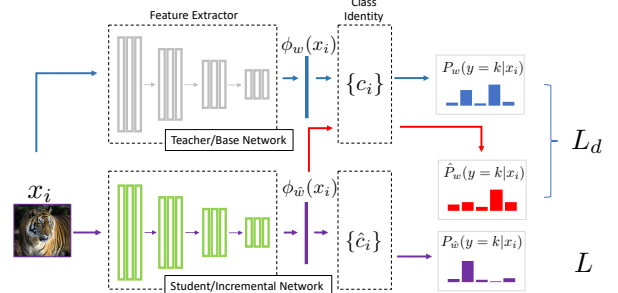 Feature Extractor
Class
Identity
ϕ_w(x_i)
{c_i}
P_w(y = k|x_i)
Teacher/Base Network
L_d
x_i
ϕ_ŵ(x_i)
P̂_w(y = k|x_i)
{ĉ_i}
P_ŵ(y = k|x_i)
L
Student/Incremental Network